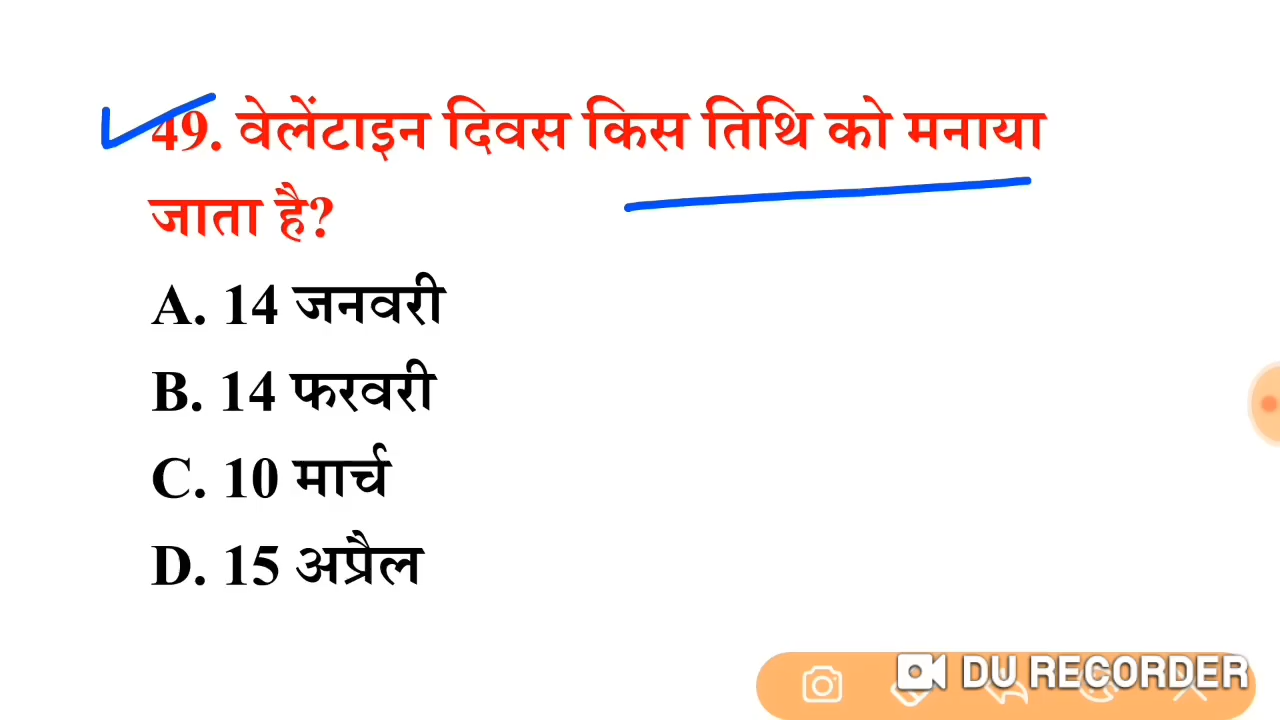 49. वेलेंटाइन दिवस किस तिथि को मनाया
जाता है?
A. 14 जनवरी
B. 14 फरवरी
C. 10 मार्च
D. 15 अप्रैल
DU RECORDER